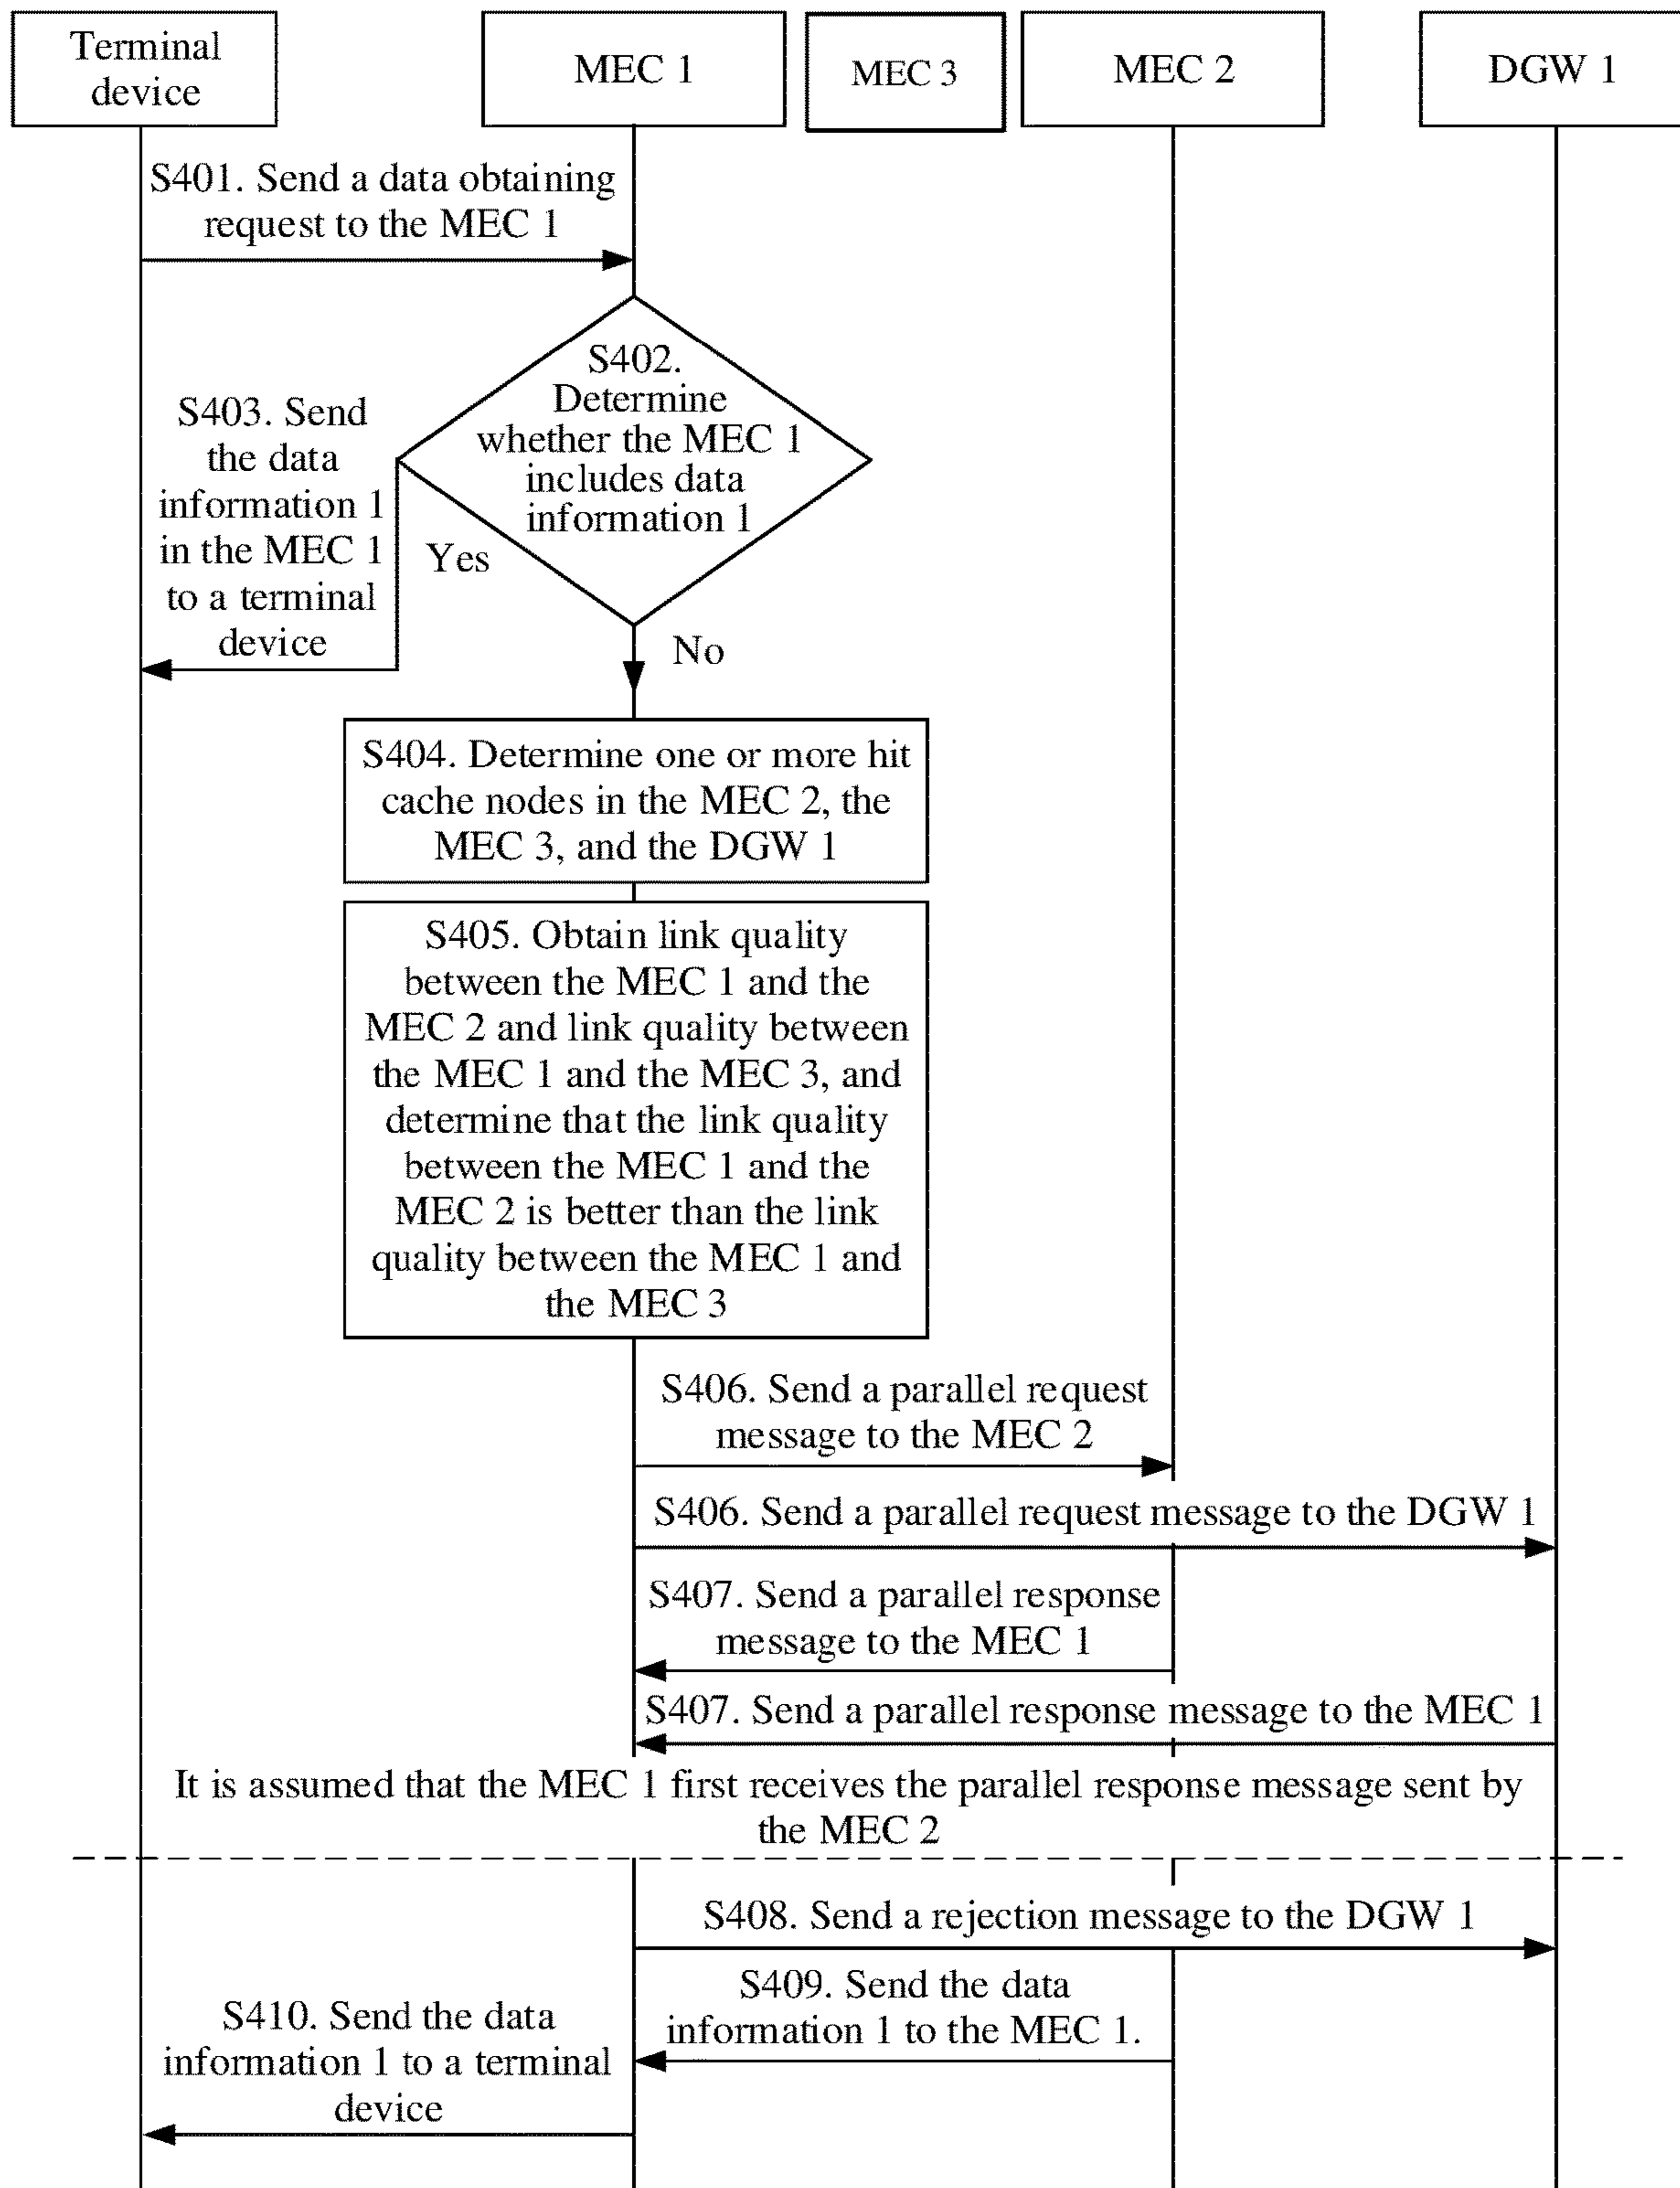 Terminal
device
MEC 1
MEC 3
MEC 2
DGW 1
S401. Send a data obtaining
request to the MEC 1
S402.
Determine
whether the MEC 1
includes data
information 1
S403. Send
the data
information 1
in the MEC 1
to a terminal
device
Yes
No
S404. Determine one or more hit
cache nodes in the MEC 2, the
MEC 3, and the DGW 1
S405. Obtain link quality
between the MEC 1 and the
MEC 2 and link quality between
the MEC 1 and the MEC 3, and
determine that the link quality
between the MEC 1 and the
MEC 2 is better than the link
quality between the MEC 1 and
the MEC 3
S406. Send a parallel request
message to the MEC 2
S406. Send a parallel request message to the DGW 1
S407. Send a parallel response
message to the MEC 1
S407. Send a parallel response message to the MEC 1
It is assumed that the MEC 1 first receives the parallel response message sent by
the MEC 2
S408. Send a rejection message to the DGW 1
S409. Send the data
information 1 to the MEC 1.
S410. Send the data
information 1 to a terminal
device